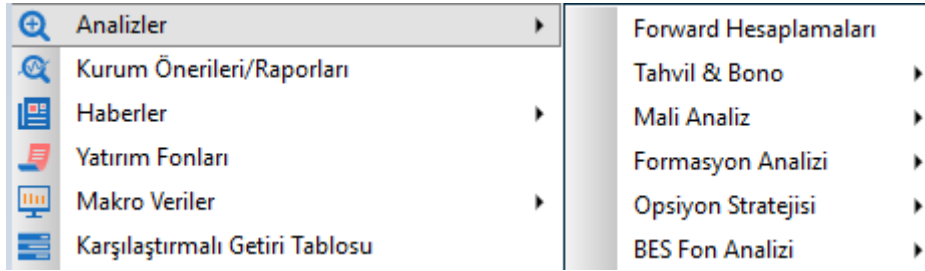 Analizler
Kurum Önerileri/Raporları
Haberler
Yatırım Fonları
Makro Veriler
Karşılaştırmalı Getiri Tablosu
Forward Hesaplamaları
Tahvil & Bono
Mali Analiz
Formasyon Analizi
Opsiyon Stratejisi
BES Fon Analizi